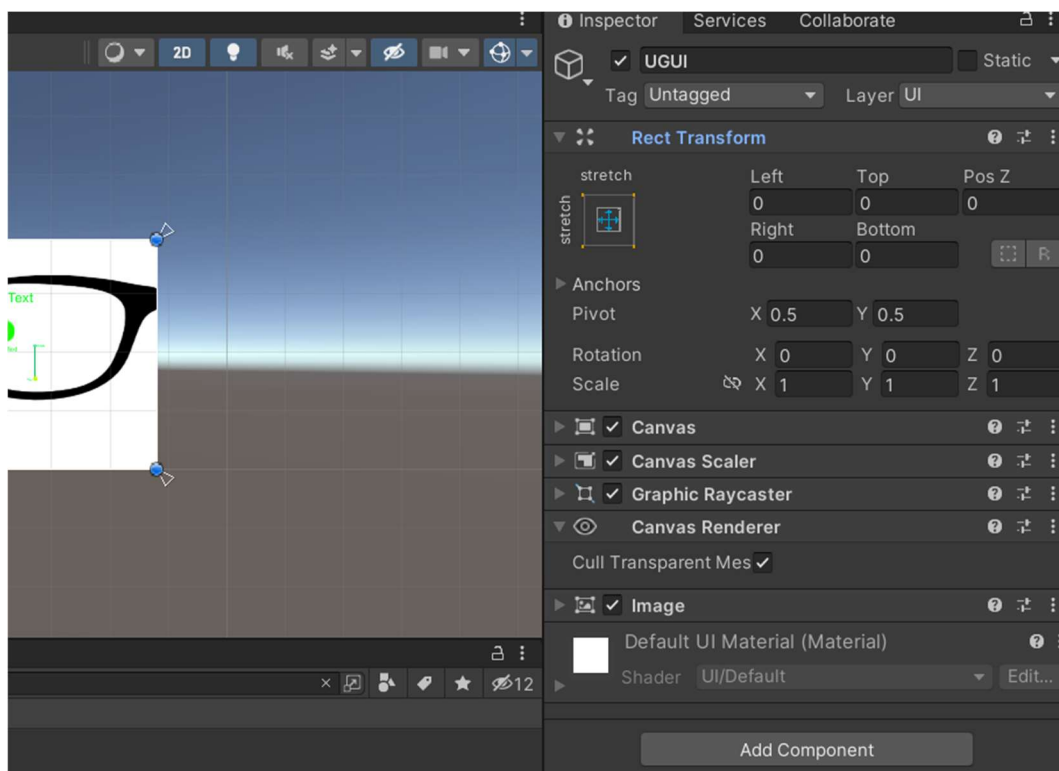 Inspector Services Collaborate
2D
UGUI Static
Tag Untagged Layer UI
Rect Transform
stretch
stretch
Left Top Pos Z
0 0 0
Right Bottom
0 0 R
Anchors
Pivot X 0.5 Y 0.5
Rotation X 0 Y 0 Z 0
Scale X 1 Y 1 Z 1
Text
Canvas
Canvas Scaler
Graphic Raycaster
Canvas Renderer
Cull Transparent Mes
Image
Default UI Material (Material)
Shader UI/Default Edit...
12
Add Component